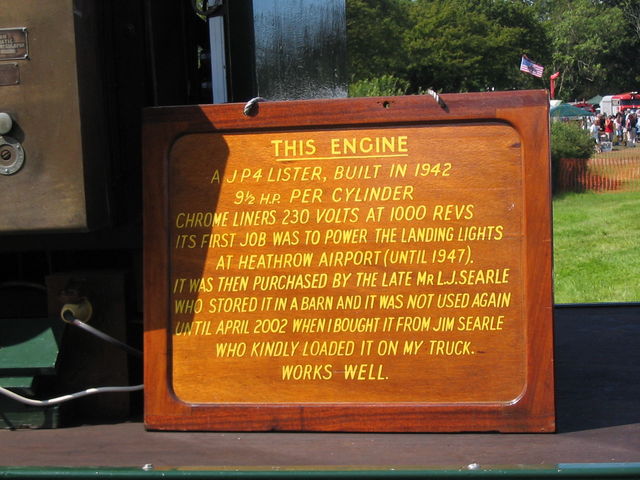 THIS ENGINE
A J.P.4 LISTER, BUILT IN 1942
9½ H.P. PER CYLINDER
CHROME LINERS 230 VOLTS AT 1000 REVS
ITS FIRST JOB WAS TO POWER THE LANDING LIGHTS
AT HEATHROW AIRPORT (UNTIL 1947).
IT WAS THEN PURCHASED BY THE LATE MR L.J.SEARLE
WHO STORED IT IN A BARN AND IT WAS NOT USED AGAIN
UNTIL APRIL 2002 WHEN I BOUGHT IT FROM JIM SEARLE
WHO KINDLY LOADED IT ON MY TRUCK.
WORKS WELL.